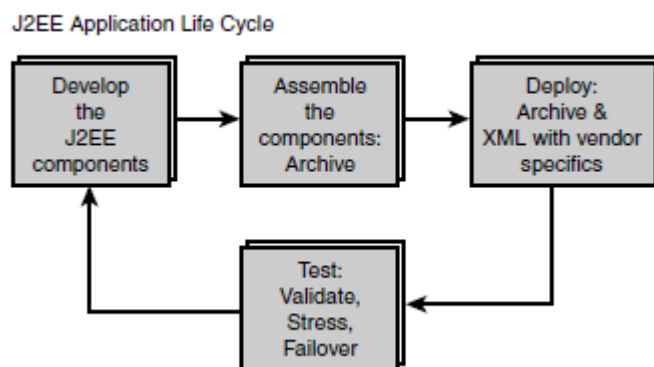 J2EE Application Life Cycle
Develop
the
J2EE
components
Assemble
the
components:
Archive
Deploy:
Archive &
XML with vendor
specifics
Test:
Validate,
Stress,
Failover